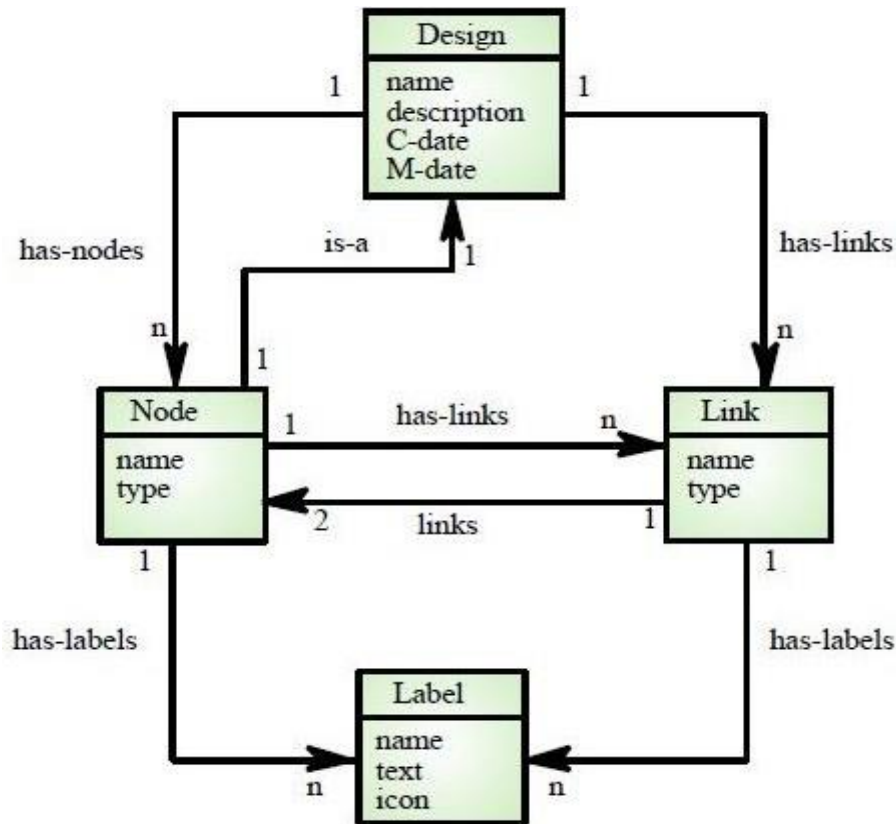 Design
name
description
C-date
M-date
1
1
has-nodes
is-a
1
has-links
n
1
n
Node
name
type
1
has-links
n
Link
name
type
2
links
1
1
1
has-labels
has-labels
Label
name
text
icon
n
n